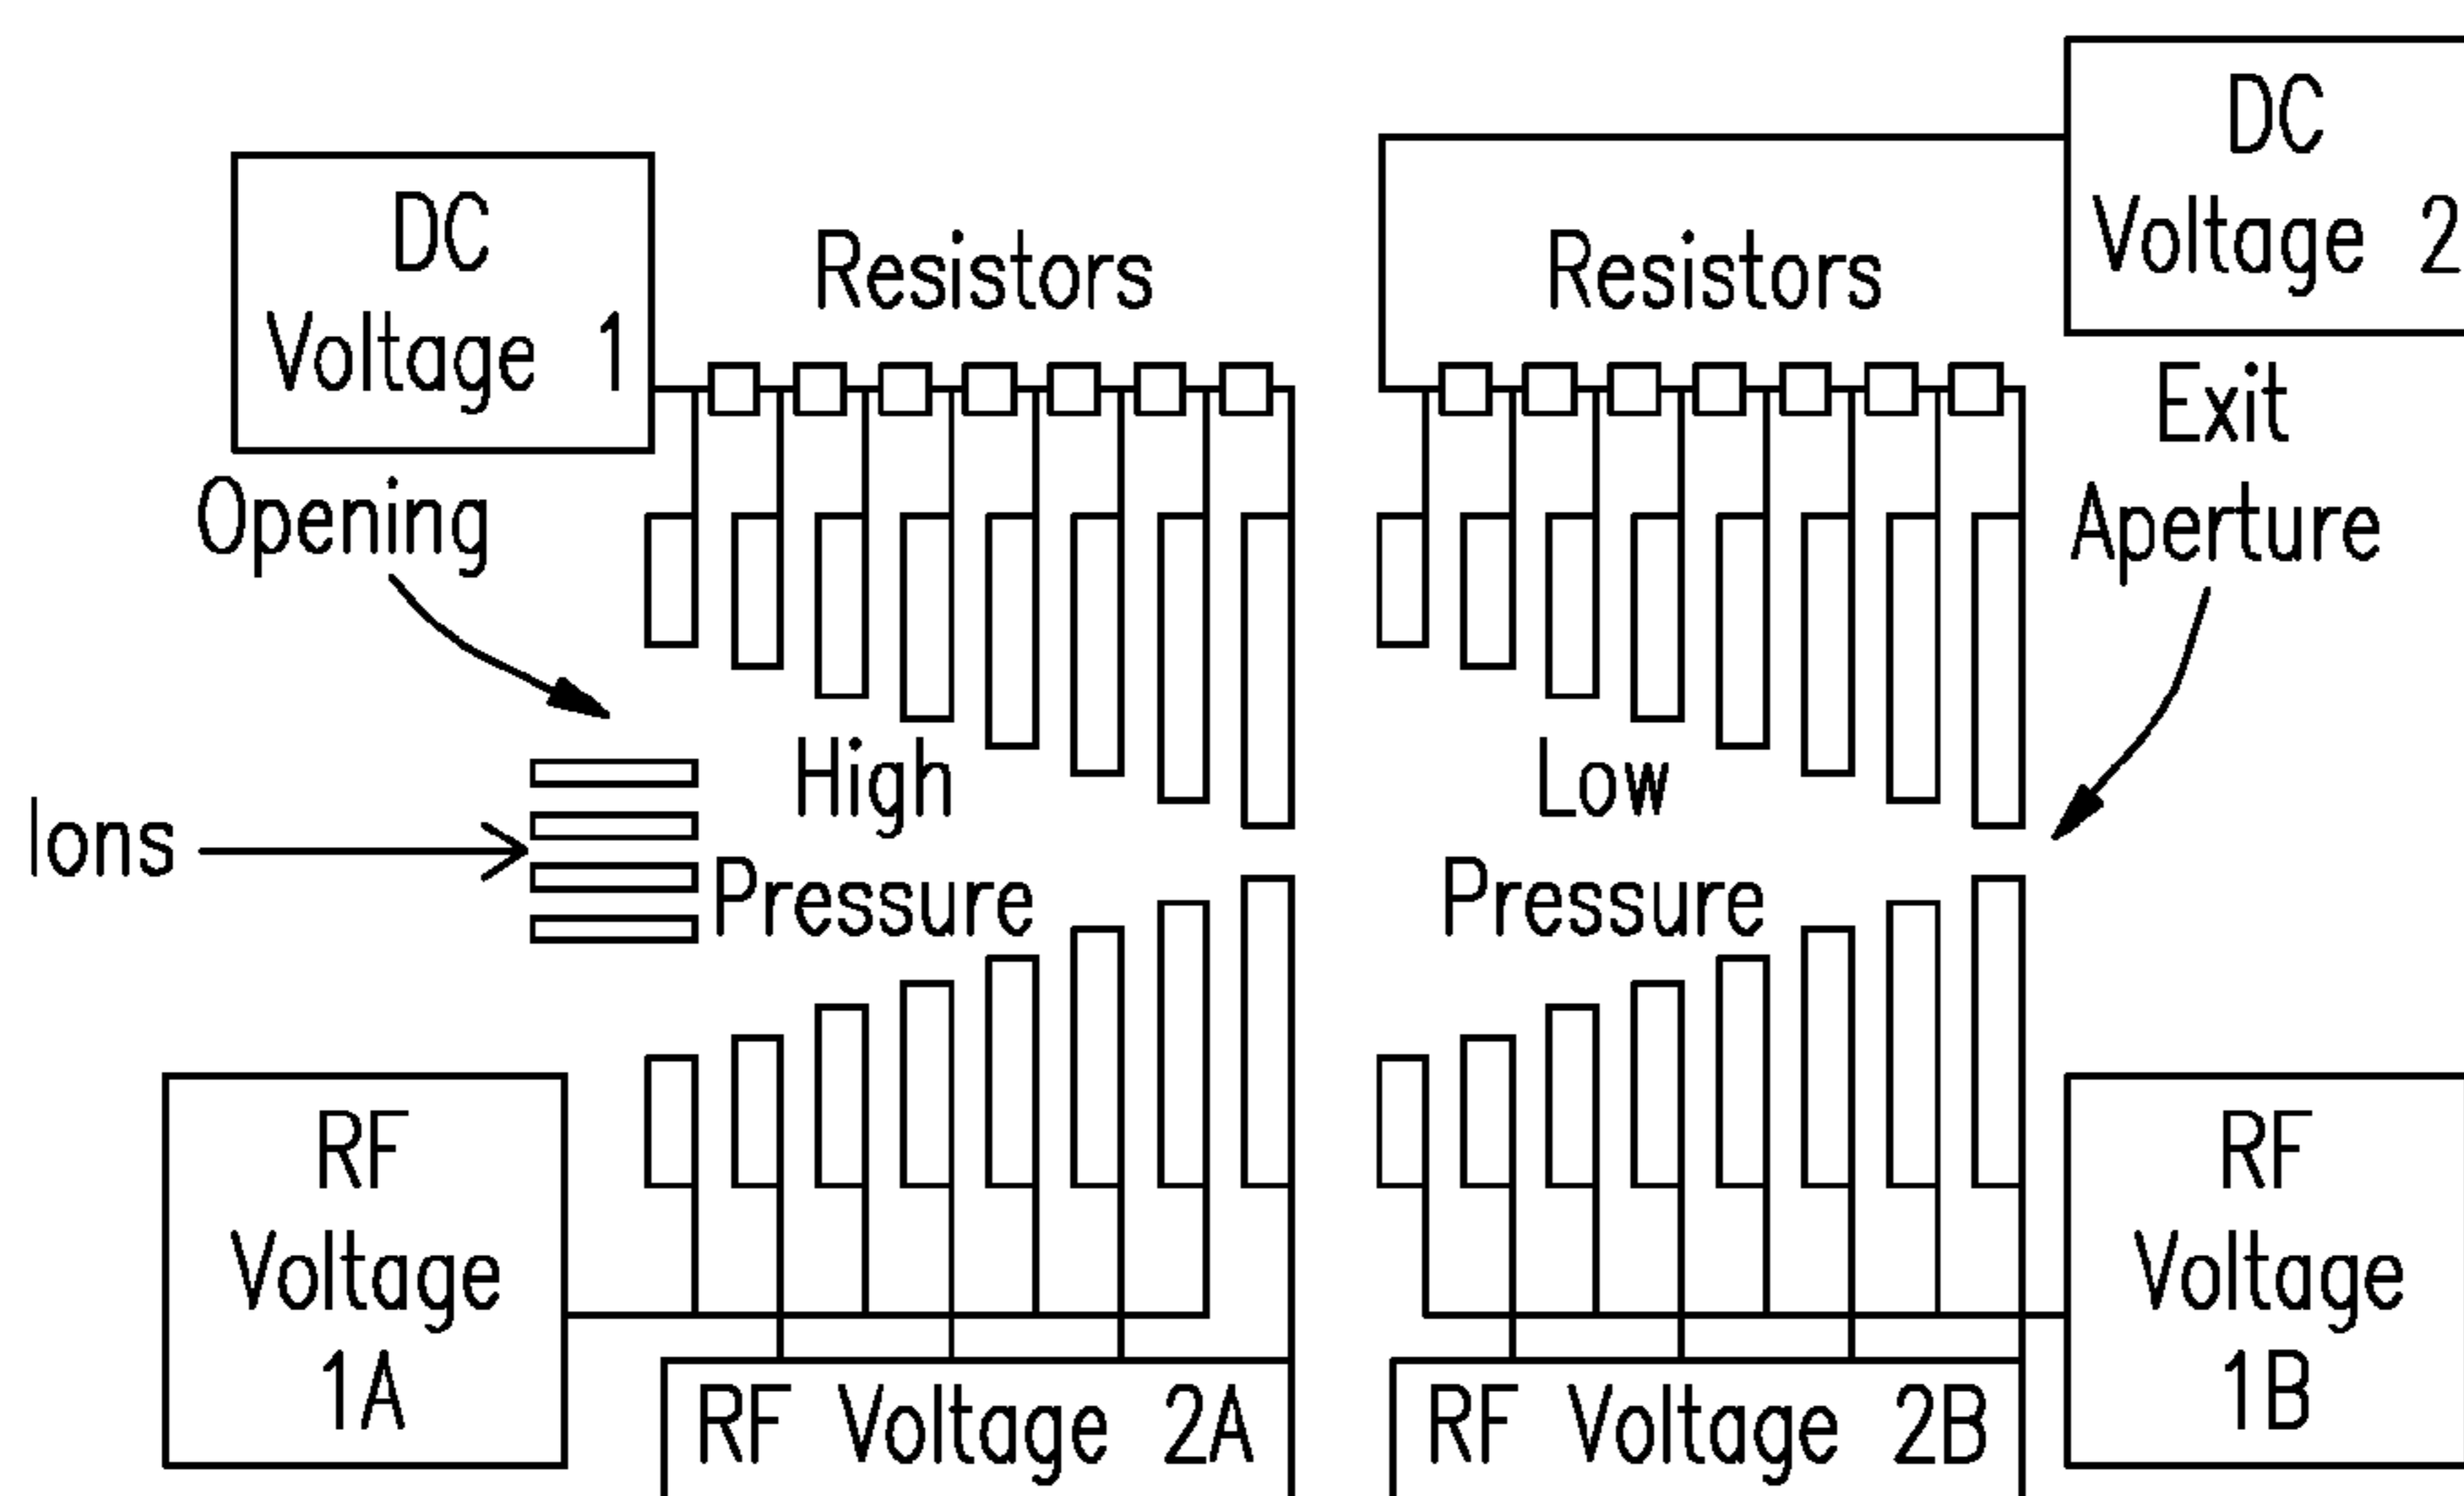 DC
Voltage 1
Resistors
Resistors
DC
Voltage 2
Opening
Exit
Aperture
Ions
High
Pressure
Low
Pressure
RF
Voltage
1A
RF Voltage 2A
RF Voltage 2B
RF
Voltage
1B